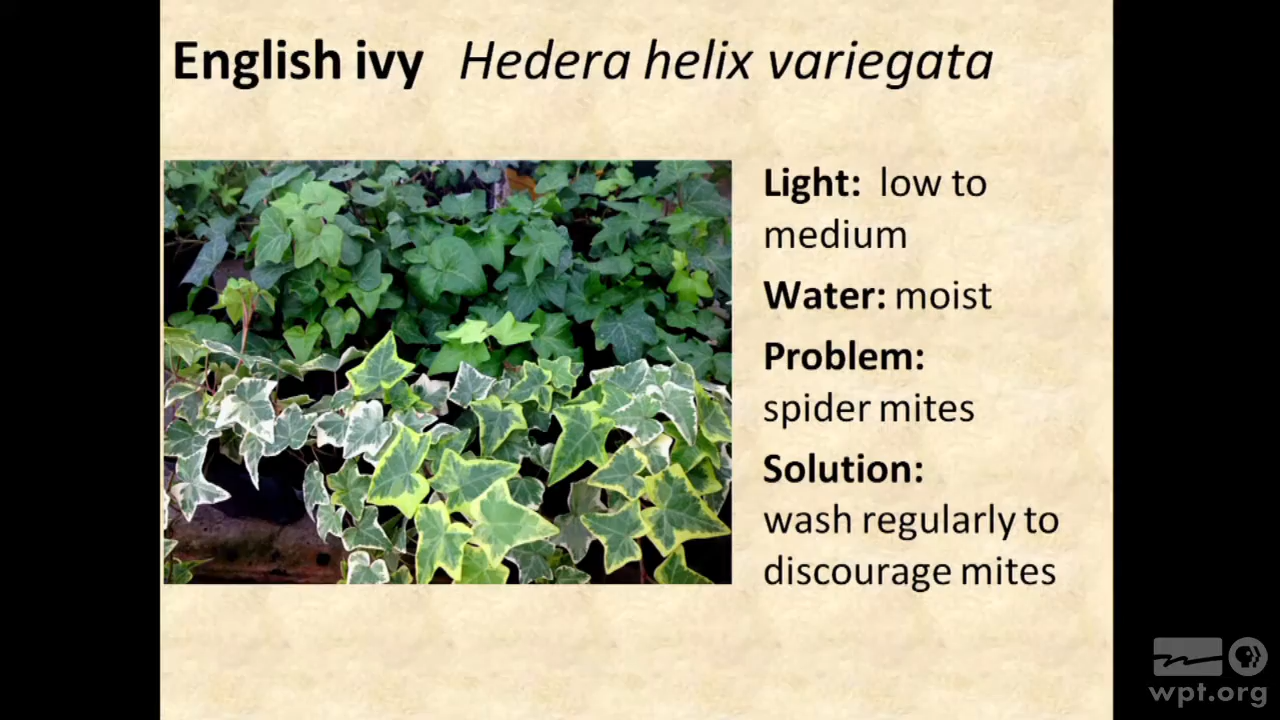 English ivy Hedera helix variegata
Light: low to
medium
Water: moist
Problem:
spider mites
Solution:
wash regularly to
discourage mites
wpt.org